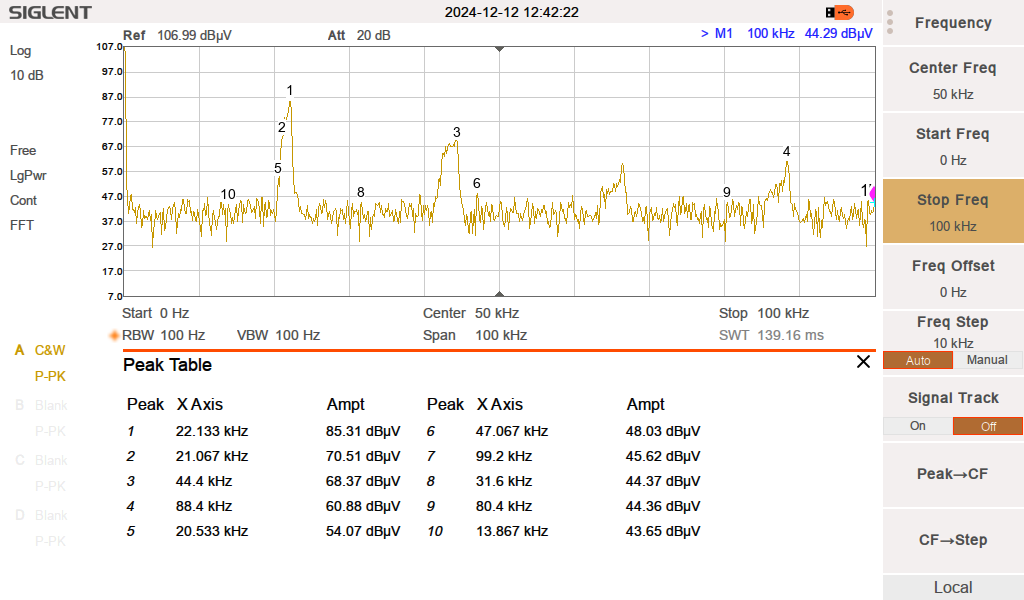 SIGLENT 2024-12-12 12:42:22
Ref 106.99 dBµV Att 20 dB > M1 100 kHz 44.29 dBµV
Log
10 dB
Free
LgPwr
Cont
FFT
107.0
97.0
87.0
77.0
67.0
57.0
47.0
37.0
27.0
17.0
7.0
1
2
3
4
5
6
8
9
10
Start 0 Hz Center 50 kHz Stop 100 kHz
RBW 100 Hz VBW 100 Hz Span 100 kHz SWT 139.16 ms
A C&W
P-PK
B Blank
P-PK
C Blank
P-PK
D Blank
P-PK
Peak Table
Peak X Axis Ampt Peak X Axis Ampt
1 22.133 kHz 85.31 dBµV 6 47.067 kHz 48.03 dBµV
2 21.067 kHz 70.51 dBµV 7 99.2 kHz 45.62 dBµV
3 44.4 kHz 68.37 dBµV 8 31.6 kHz 44.37 dBµV
4 88.4 kHz 60.88 dBµV 9 80.4 kHz 44.36 dBµV
5 20.533 kHz 54.07 dBµV 10 13.867 kHz 43.65 dBµV
Frequency
Center Freq
50 kHz
Start Freq
0 Hz
Stop Freq
100 kHz
Freq Offset
0 Hz
Freq Step
10 kHz
Auto Manual
Signal Track
On Off
Peak→CF
CF→Step
Local